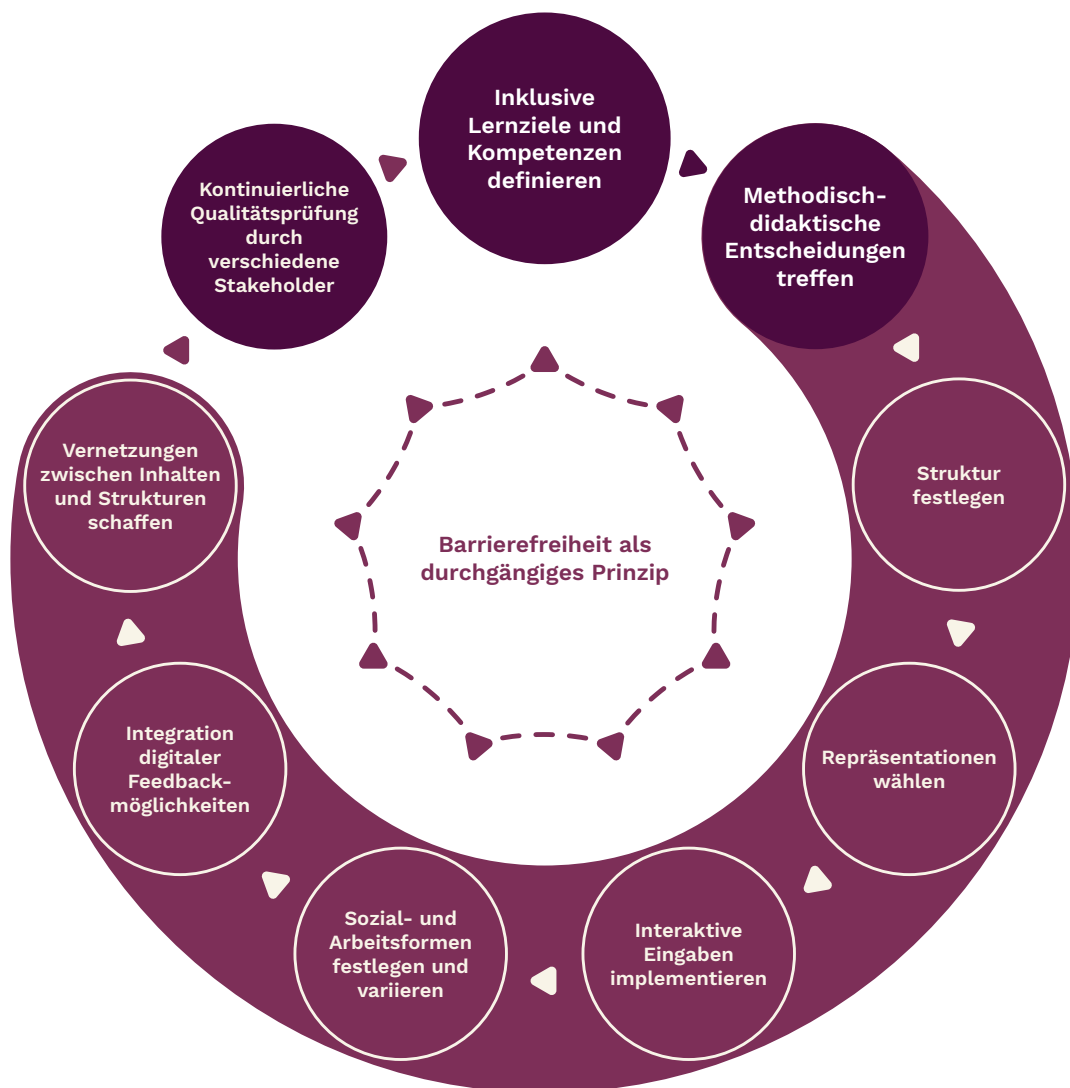 Inklusive
Lernziele und
Kompetenzen
definieren
Methodisch-
didaktische
Entscheidungen
treffen
Struktur
festlegen
Repräsentationen
wählen
Interaktive
Eingaben
implementieren
Sozial- und
Arbeitsformen
festlegen und
variieren
Integration
digitaler
Feedback-
möglichkeiten
Vernetzungen
zwischen Inhalten
und Strukturen
schaffen
Kontinuierliche
Qualitätsprüfung
durch
verschiedene
Stakeholder
Barrierefreiheit als
durchgängiges Prinzip